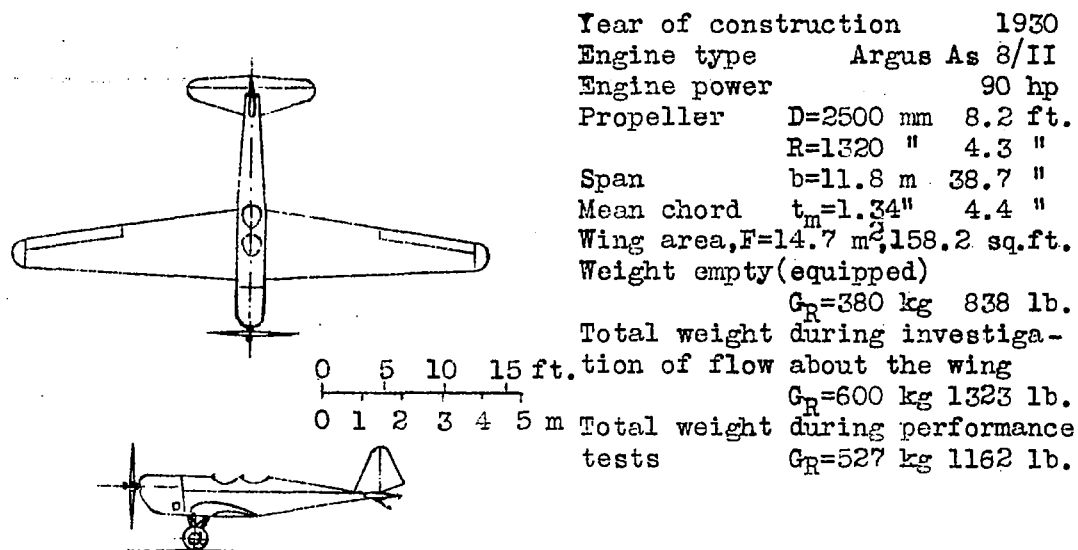 Year of construction 1930
Engine type Argus As 8/II
Engine power 90 hp
Propeller D=2500 mm 8.2 ft.
R=1320 " 4.3 "
Span b=11.8 m 38.7 "
Mean chord tm=1.34" 4.4 "
Wing area,F=14.7 m2,158.2 sq.ft.
Weight empty(equipped)
GR=380 kg 838 lb.
Total weight during investiga-
tion of flow about the wing
GR=600 kg 1323 lb.
Total weight during performance
tests GR=527 kg 1162 lb.
0 5 10 15 ft.
0 1 2 3 4 5 m